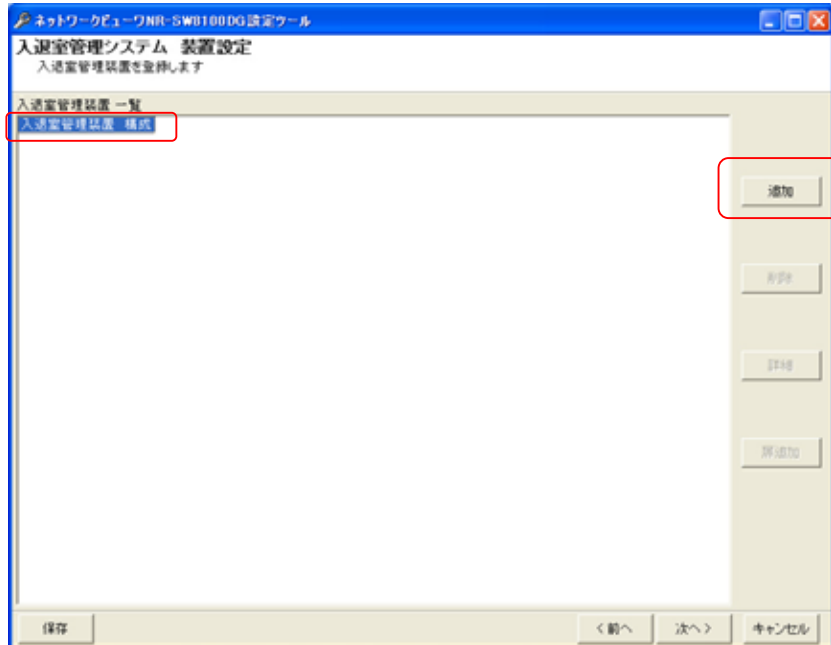 ネットワークビューワNR-SW8100DG設定ツール
入退室管理システム 装置設定
入退室管理装置を登録します
入退室管理装置 一覧
入退室管理装置 構成
追加
削除
詳細
扉追加
保存
< 前へ
次へ >
キャンセル